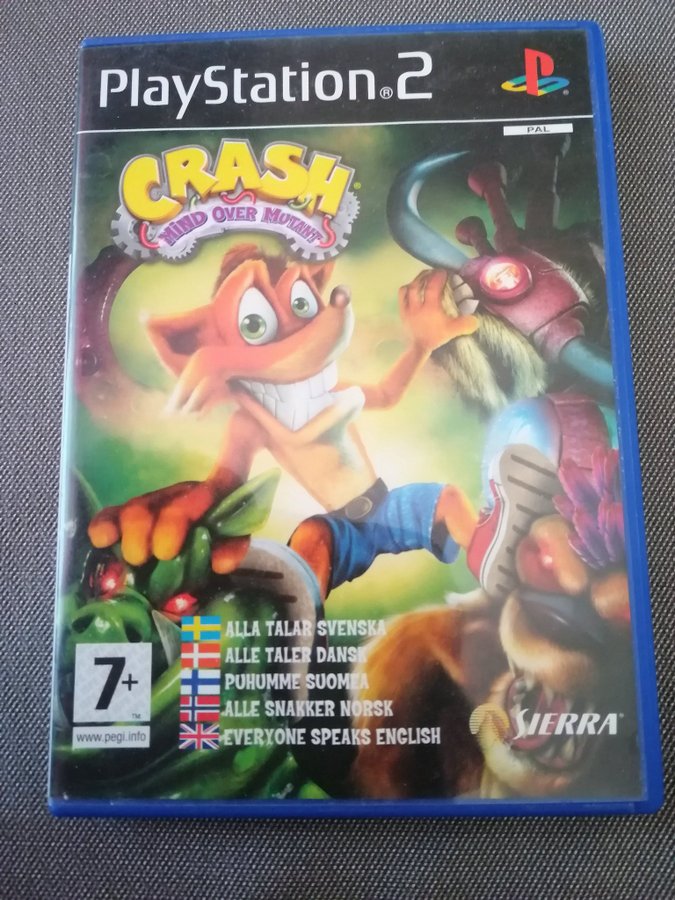 PlayStation®2
PAL
CRASH®
MIND OVER MUTANT
ALLA TALAR SVENSKA
ALLE TALER DANSK
PUHUMME SUOMEA
ALLE SNAKKER NORSK
EVERYONE SPEAKS ENGLISH
7+
™
www.pegi.info
SIERRA®